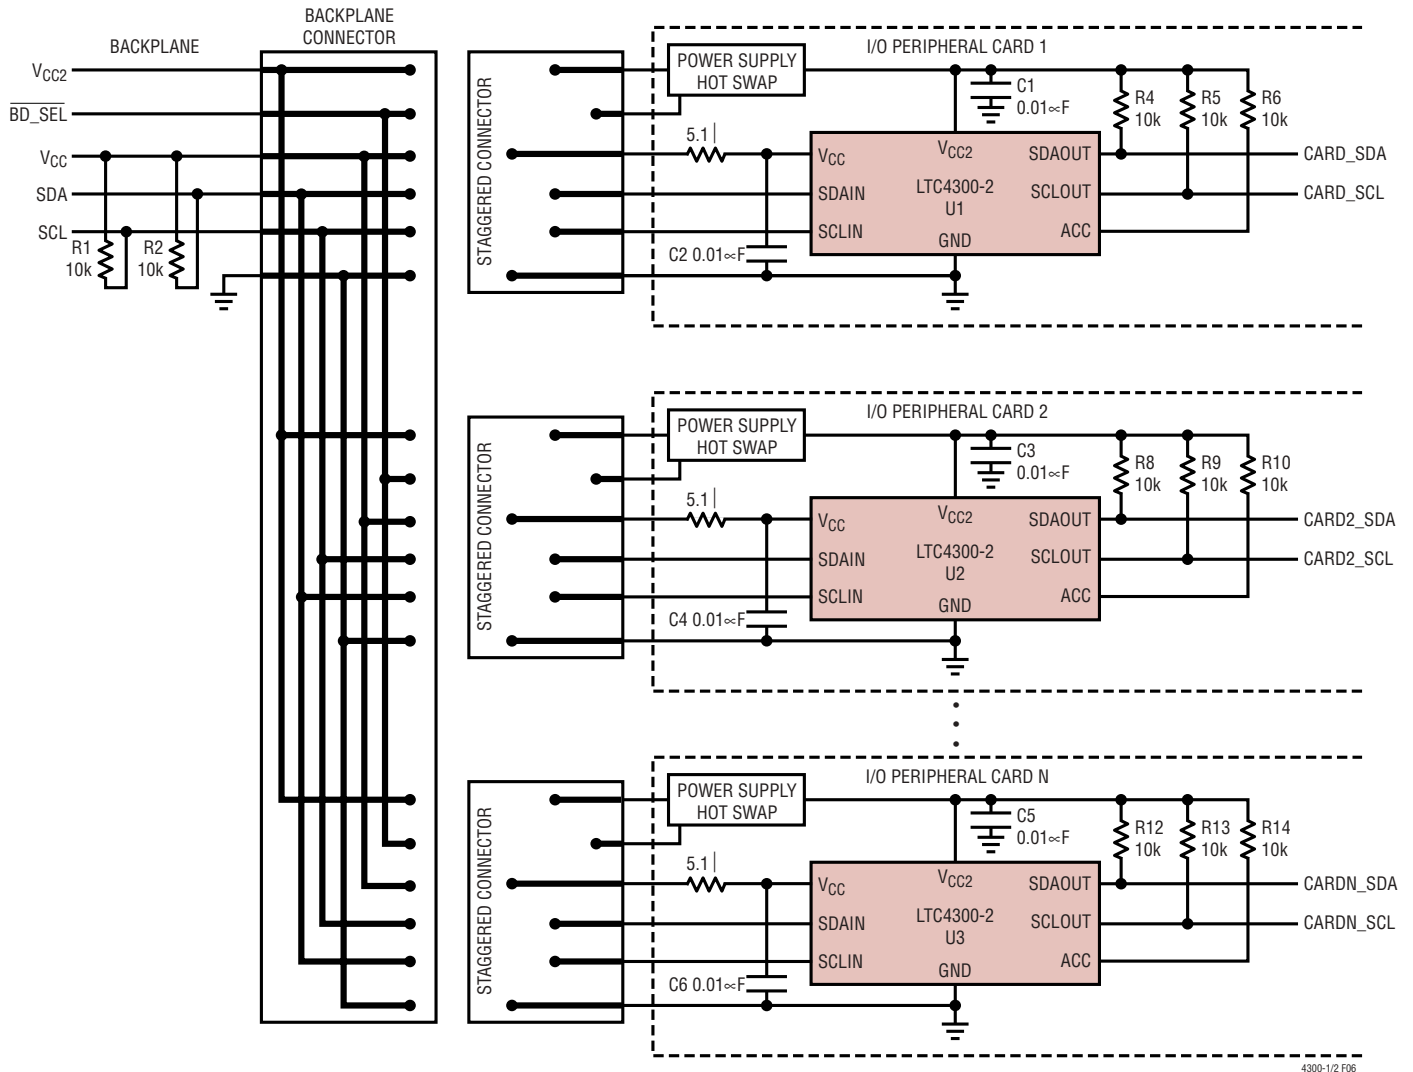 BACKPLANE
BACKPLANE
CONNECTOR
VCC2
BD_SEL
VCC
SDA
SCL
R1
10k
R2
10k
STAGGERED CONNECTOR
I/O PERIPHERAL CARD 1
POWER SUPPLY
HOT SWAP
C1
0.01∝F
R4
10k
R5
10k
R6
10k
5.1|
VCC
VCC2
SDAOUT
CARD_SDA
SDAIN
LTC4300-2
U1
SCLOUT
CARD_SCL
SCLIN
GND
ACC
C2 0.01∝F
STAGGERED CONNECTOR
I/O PERIPHERAL CARD 2
POWER SUPPLY
HOT SWAP
C3
0.01∝F
R8
10k
R9
10k
R10
10k
5.1|
VCC
VCC2
SDAOUT
CARD2_SDA
SDAIN
LTC4300-2
U2
SCLOUT
CARD2_SCL
SCLIN
GND
ACC
C4 0.01∝F
STAGGERED CONNECTOR
I/O PERIPHERAL CARD N
POWER SUPPLY
HOT SWAP
C5
0.01∝F
R12
10k
R13
10k
R14
10k
5.1|
VCC
VCC2
SDAOUT
CARDN_SDA
SDAIN
LTC4300-2
U3
SCLOUT
CARDN_SCL
SCLIN
GND
ACC
C6 0.01∝F
4300-1/2 F06